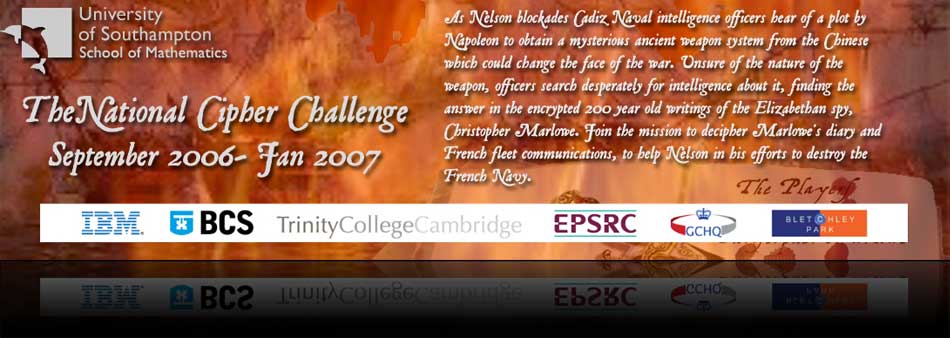 University
of Southampton
School of Mathematics
TheNational Cipher Challenge
September 2006- Jan 2007
As Nelson blockades Cadiz Naval intelligence officers hear of a plot by
Napoleon to obtain a mysterious ancient weapon system from the Chinese
which could change the face of the war. Unsure of the nature of the
weapon, officers search desperately for intelligence about it, finding the
answer in the encrypted 200 year old writings of the Elizabethan spy,
Christopher Marlowe. Join the mission to decipher Marlowe's diary and
French fleet communications, to help Nelson in his efforts to destroy the
French Navy.
The Players
IBM. BCS TrinityCollegeCambridge EPSRC GCHQ BLETCHLEY
PARK